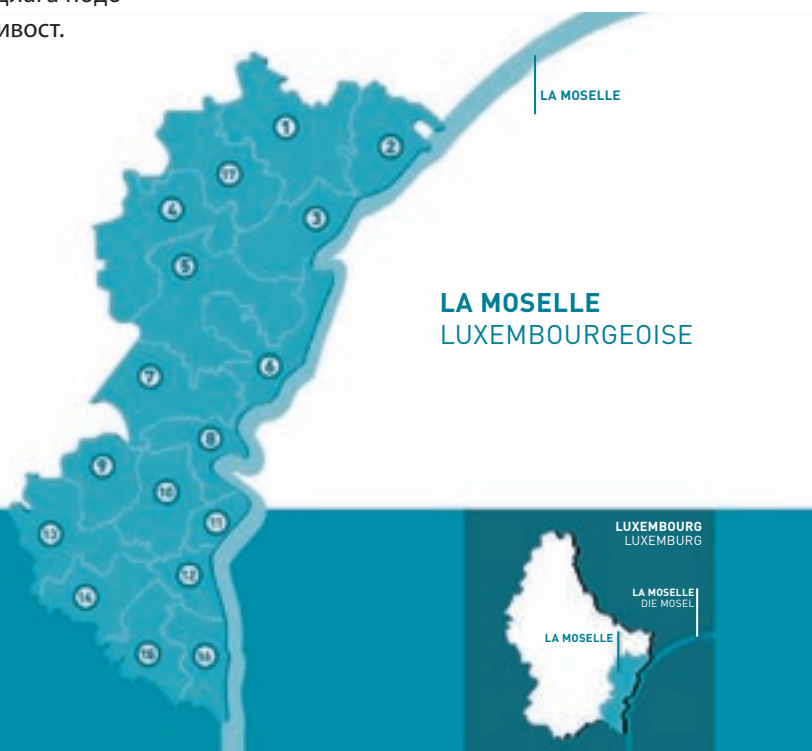 ивост.
LA MOSELLE
1
2
17
4
3
5
LA MOSELLE
LUXEMBOURGEOISE
6
7
8
9
10
11
13
12
14
15
16
LUXEMBOURG
LUXEMBURG
LA MOSELLE
DIE MOSEL
LA MOSELLE